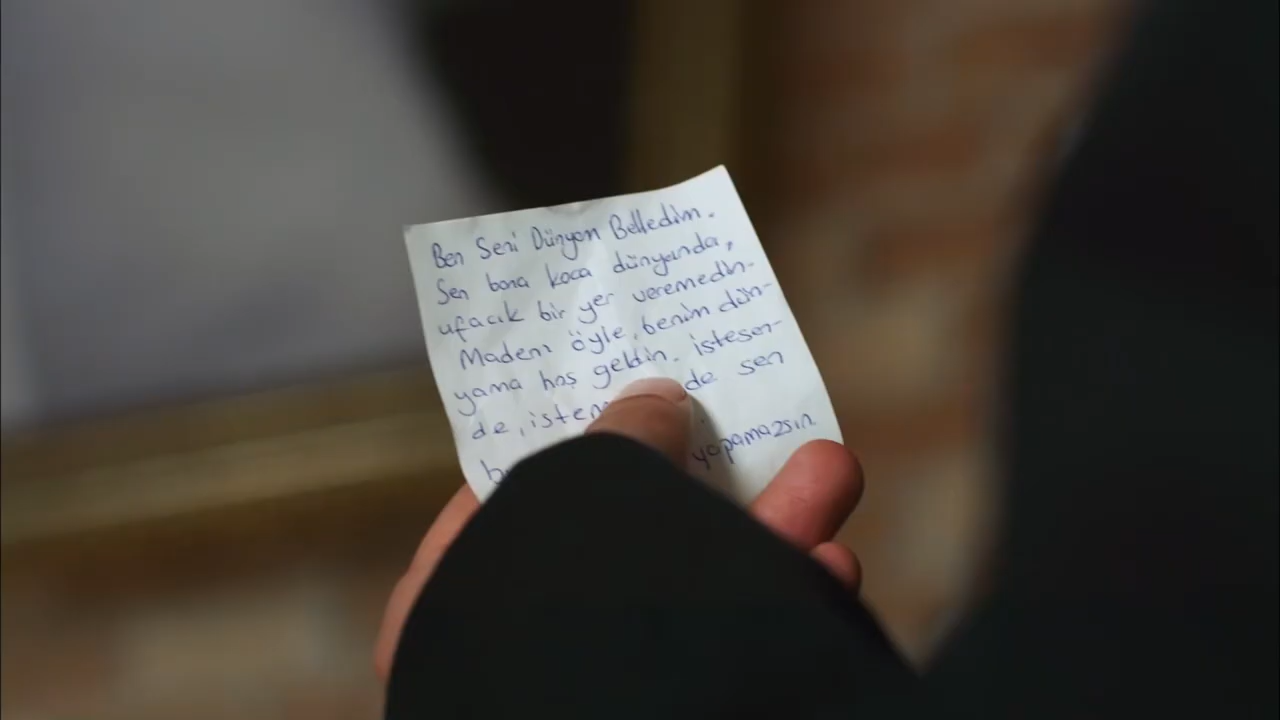 Ben Seni Dünyam Belledim.
Sen bana koca dünyanda,
ufacık bir yer veremedin.
Madem öyle, benim dün-
yama hoş geldin. istesen
de, isten de sen
yapamazsın.